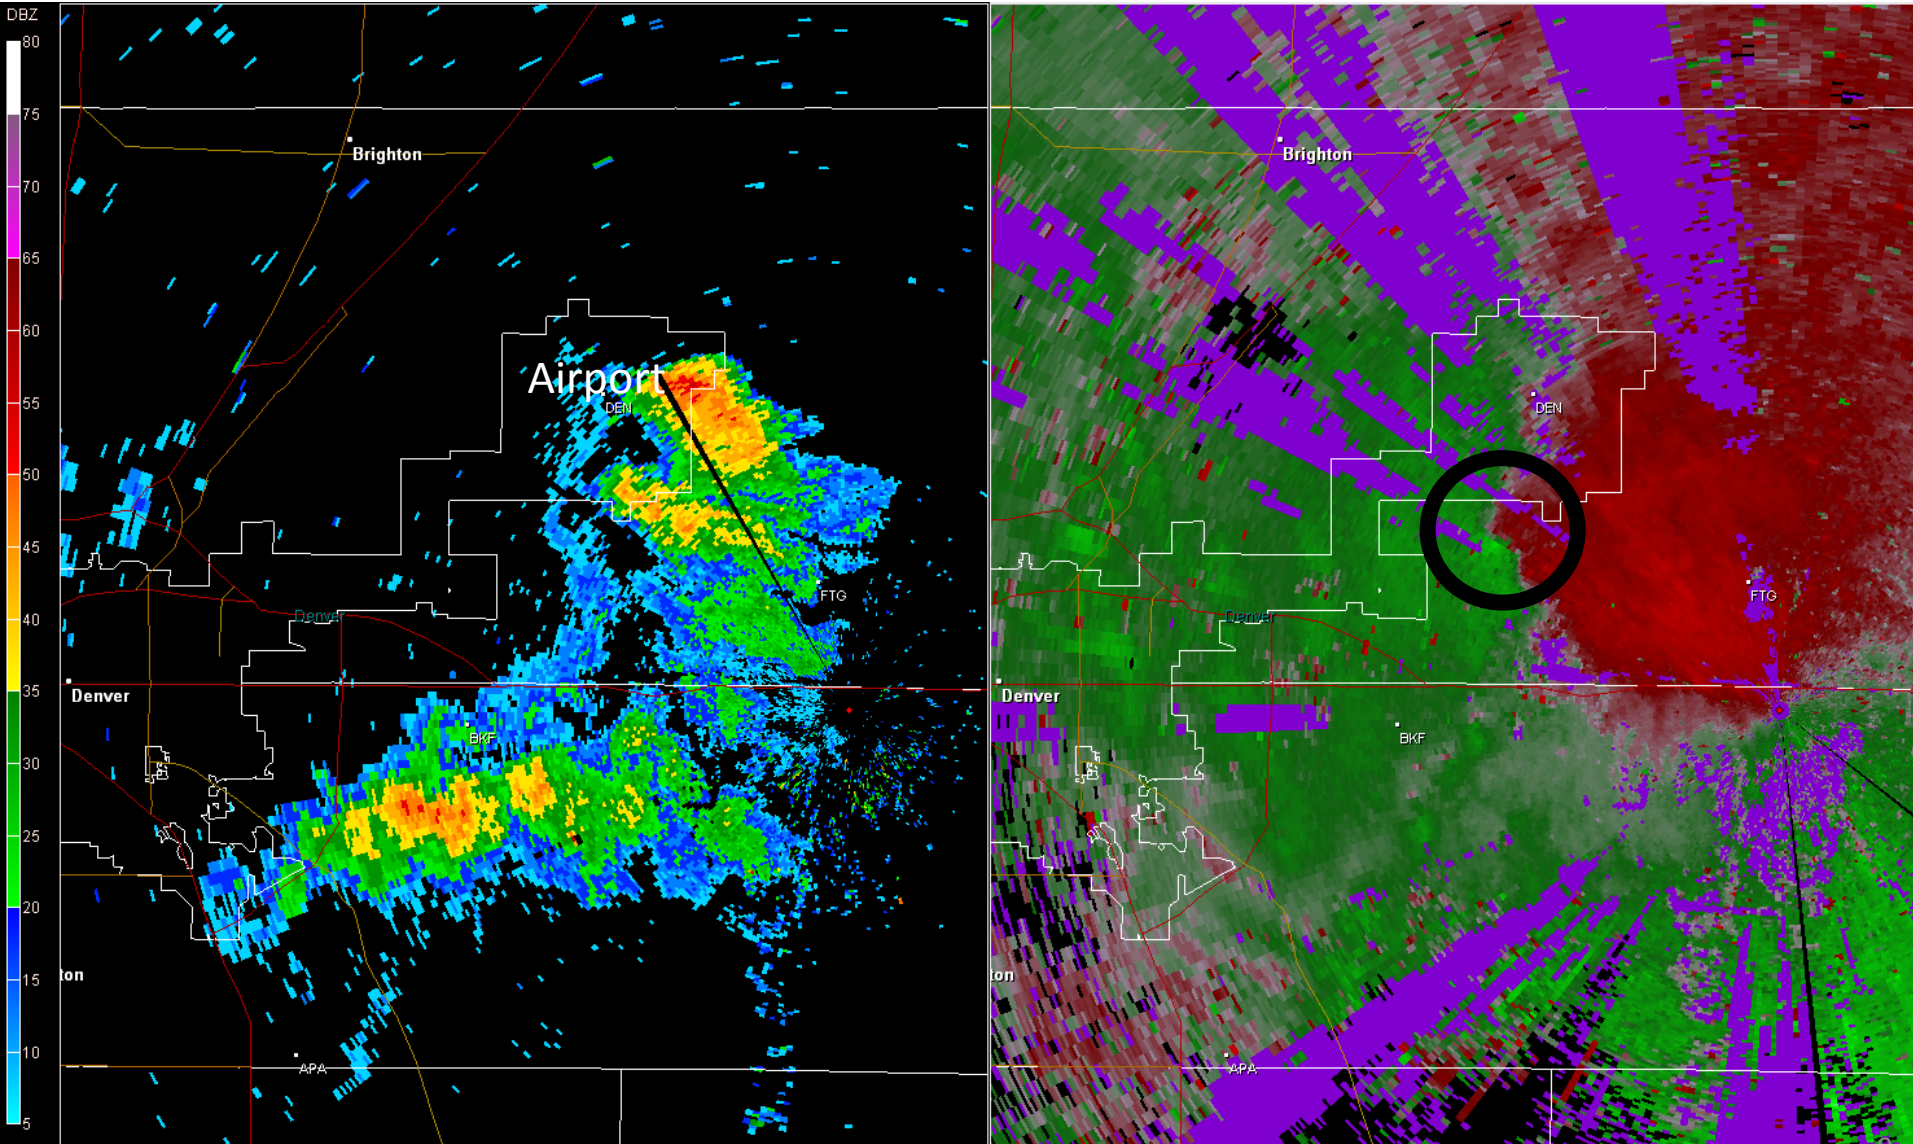 DBZ
80
75
70
65
60
55
50
45
40
35
30
25
20
15
10
5
Brighton
Airport
DEN
FTG
Denver
Denver
BKF
ton
APA
Brighton
DEN
FTG
Denver
Denver
BKF
ton
APA